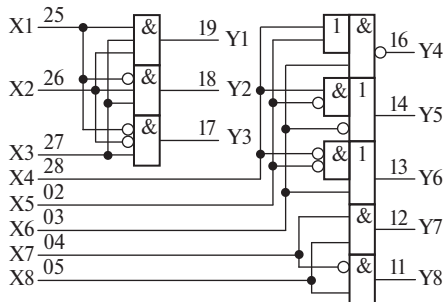 X1 25 & 19 Y1 1 & 16 Y4
X2 26 & 18 Y2 & 1 14 Y5
X3 27 & 17 Y3 & 1 13 Y6
X4 28
X5 02
X6 03 & 12 Y7
X7 04
X8 05 & 11 Y8